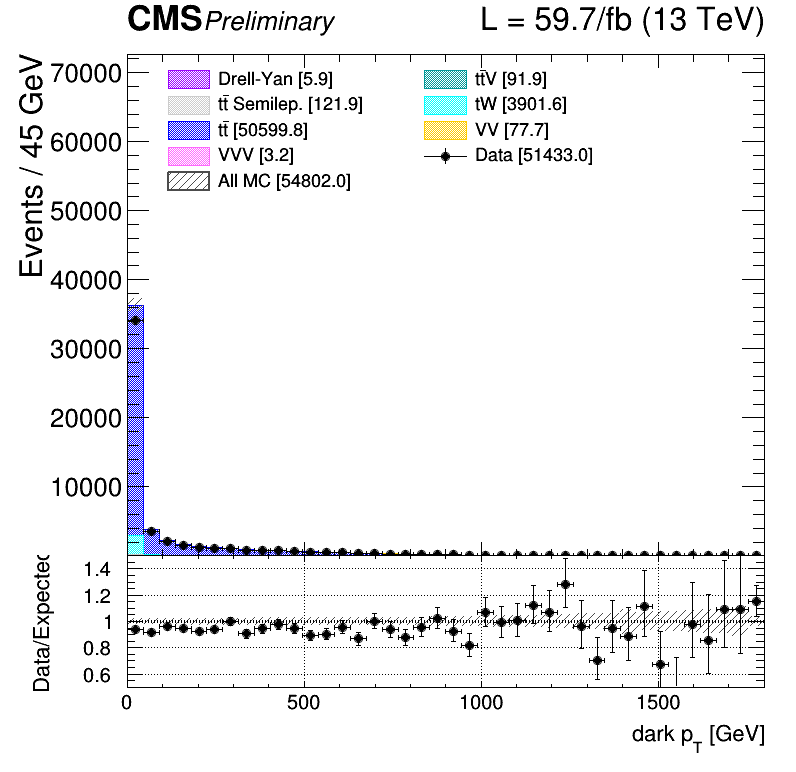 CMS Preliminary L = 59.7/fb (13 TeV)
Events / 45 GeV
70000
60000
50000
40000
30000
20000
10000
Drell-Yan [5.9]
tt̄ Semilep. [121.9]
tt̄ [50599.8]
VVV [3.2]
All MC [54802.0]
tt̄V [91.9]
tW [3901.6]
VV [77.7]
Data [51433.0]
Data/Expected
1.4
1.2
1
0.8
0.6
0 500 1000 1500
dark pT [GeV]